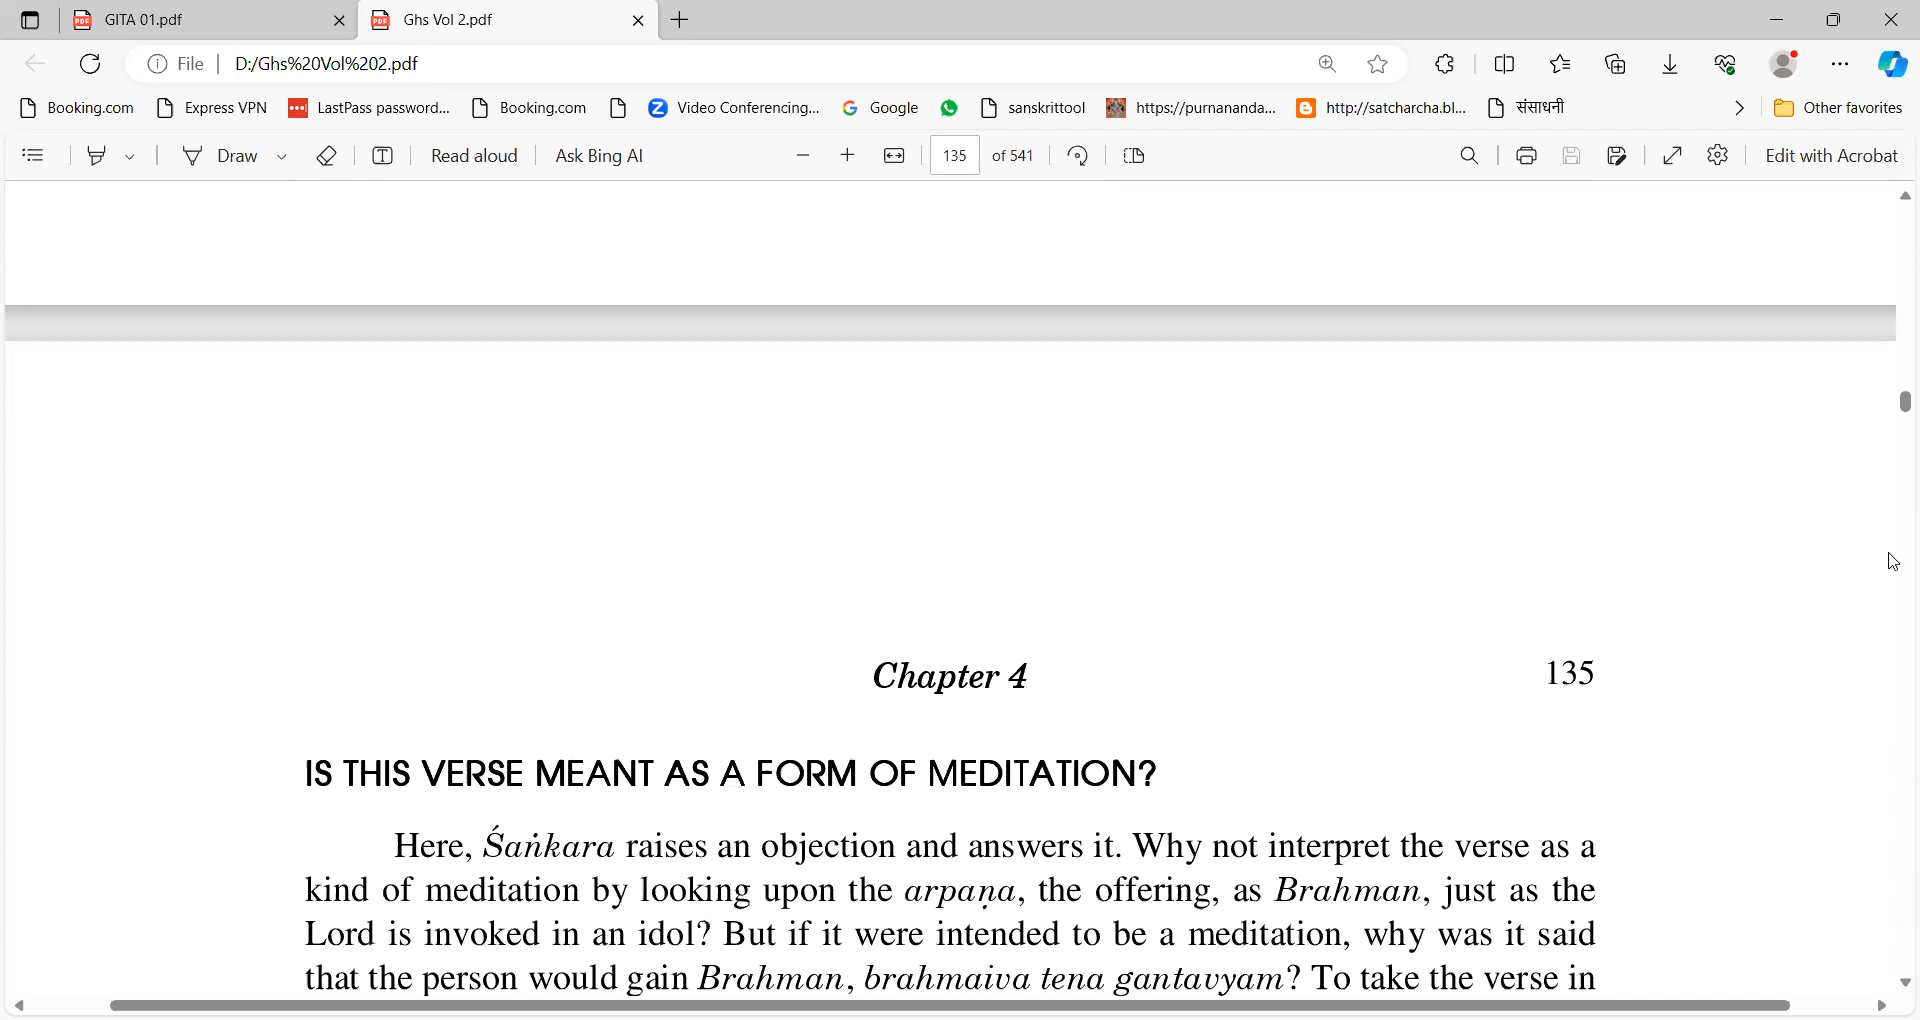 GITA 01.pdf
Ghs Vol 2.pdf
File
D:/Ghs%20Vol%202.pdf
Booking.com
Express VPN
LastPass password...
Booking.com
Video Conferencing...
Google
sanskrittool
https://purnananda...
http://satcharcha.bl...
संसाधनी
Other favorites
Draw
Read aloud
Ask Bing AI
135
of 541
Edit with Acrobat
Chapter 4
135
IS THIS VERSE MEANT AS A FORM OF MEDITATION?
Here, Śaṅkara raises an objection and answers it. Why not interpret the verse as a
kind of meditation by looking upon the arpaṇa, the offering, as Brahman, just as the
Lord is invoked in an idol? But if it were intended to be a meditation, why was it said
that the person would gain Brahman, brahmaiva tena gantavyam? To take the verse in